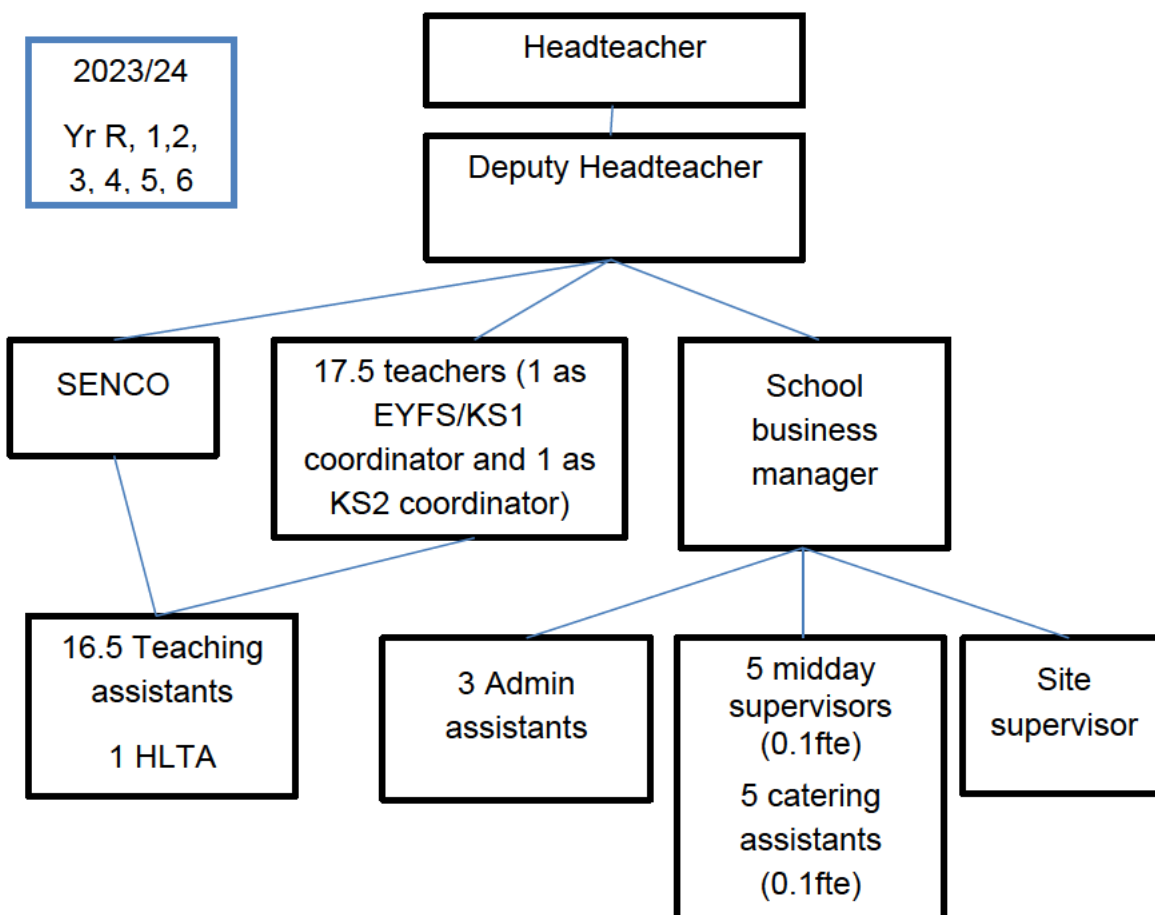 2023/24
Yr R, 1,2,
3, 4, 5, 6
Headteacher
Deputy Headteacher
SENCO
17.5 teachers (1 as
EYFS/KS1
coordinator and 1 as
KS2 coordinator)
School
business
manager
16.5 Teaching
assistants
1 HLTA
3 Admin
assistants
5 midday
supervisors
(0.1fte)
5 catering
assistants
(0.1fte)
Site
supervisor